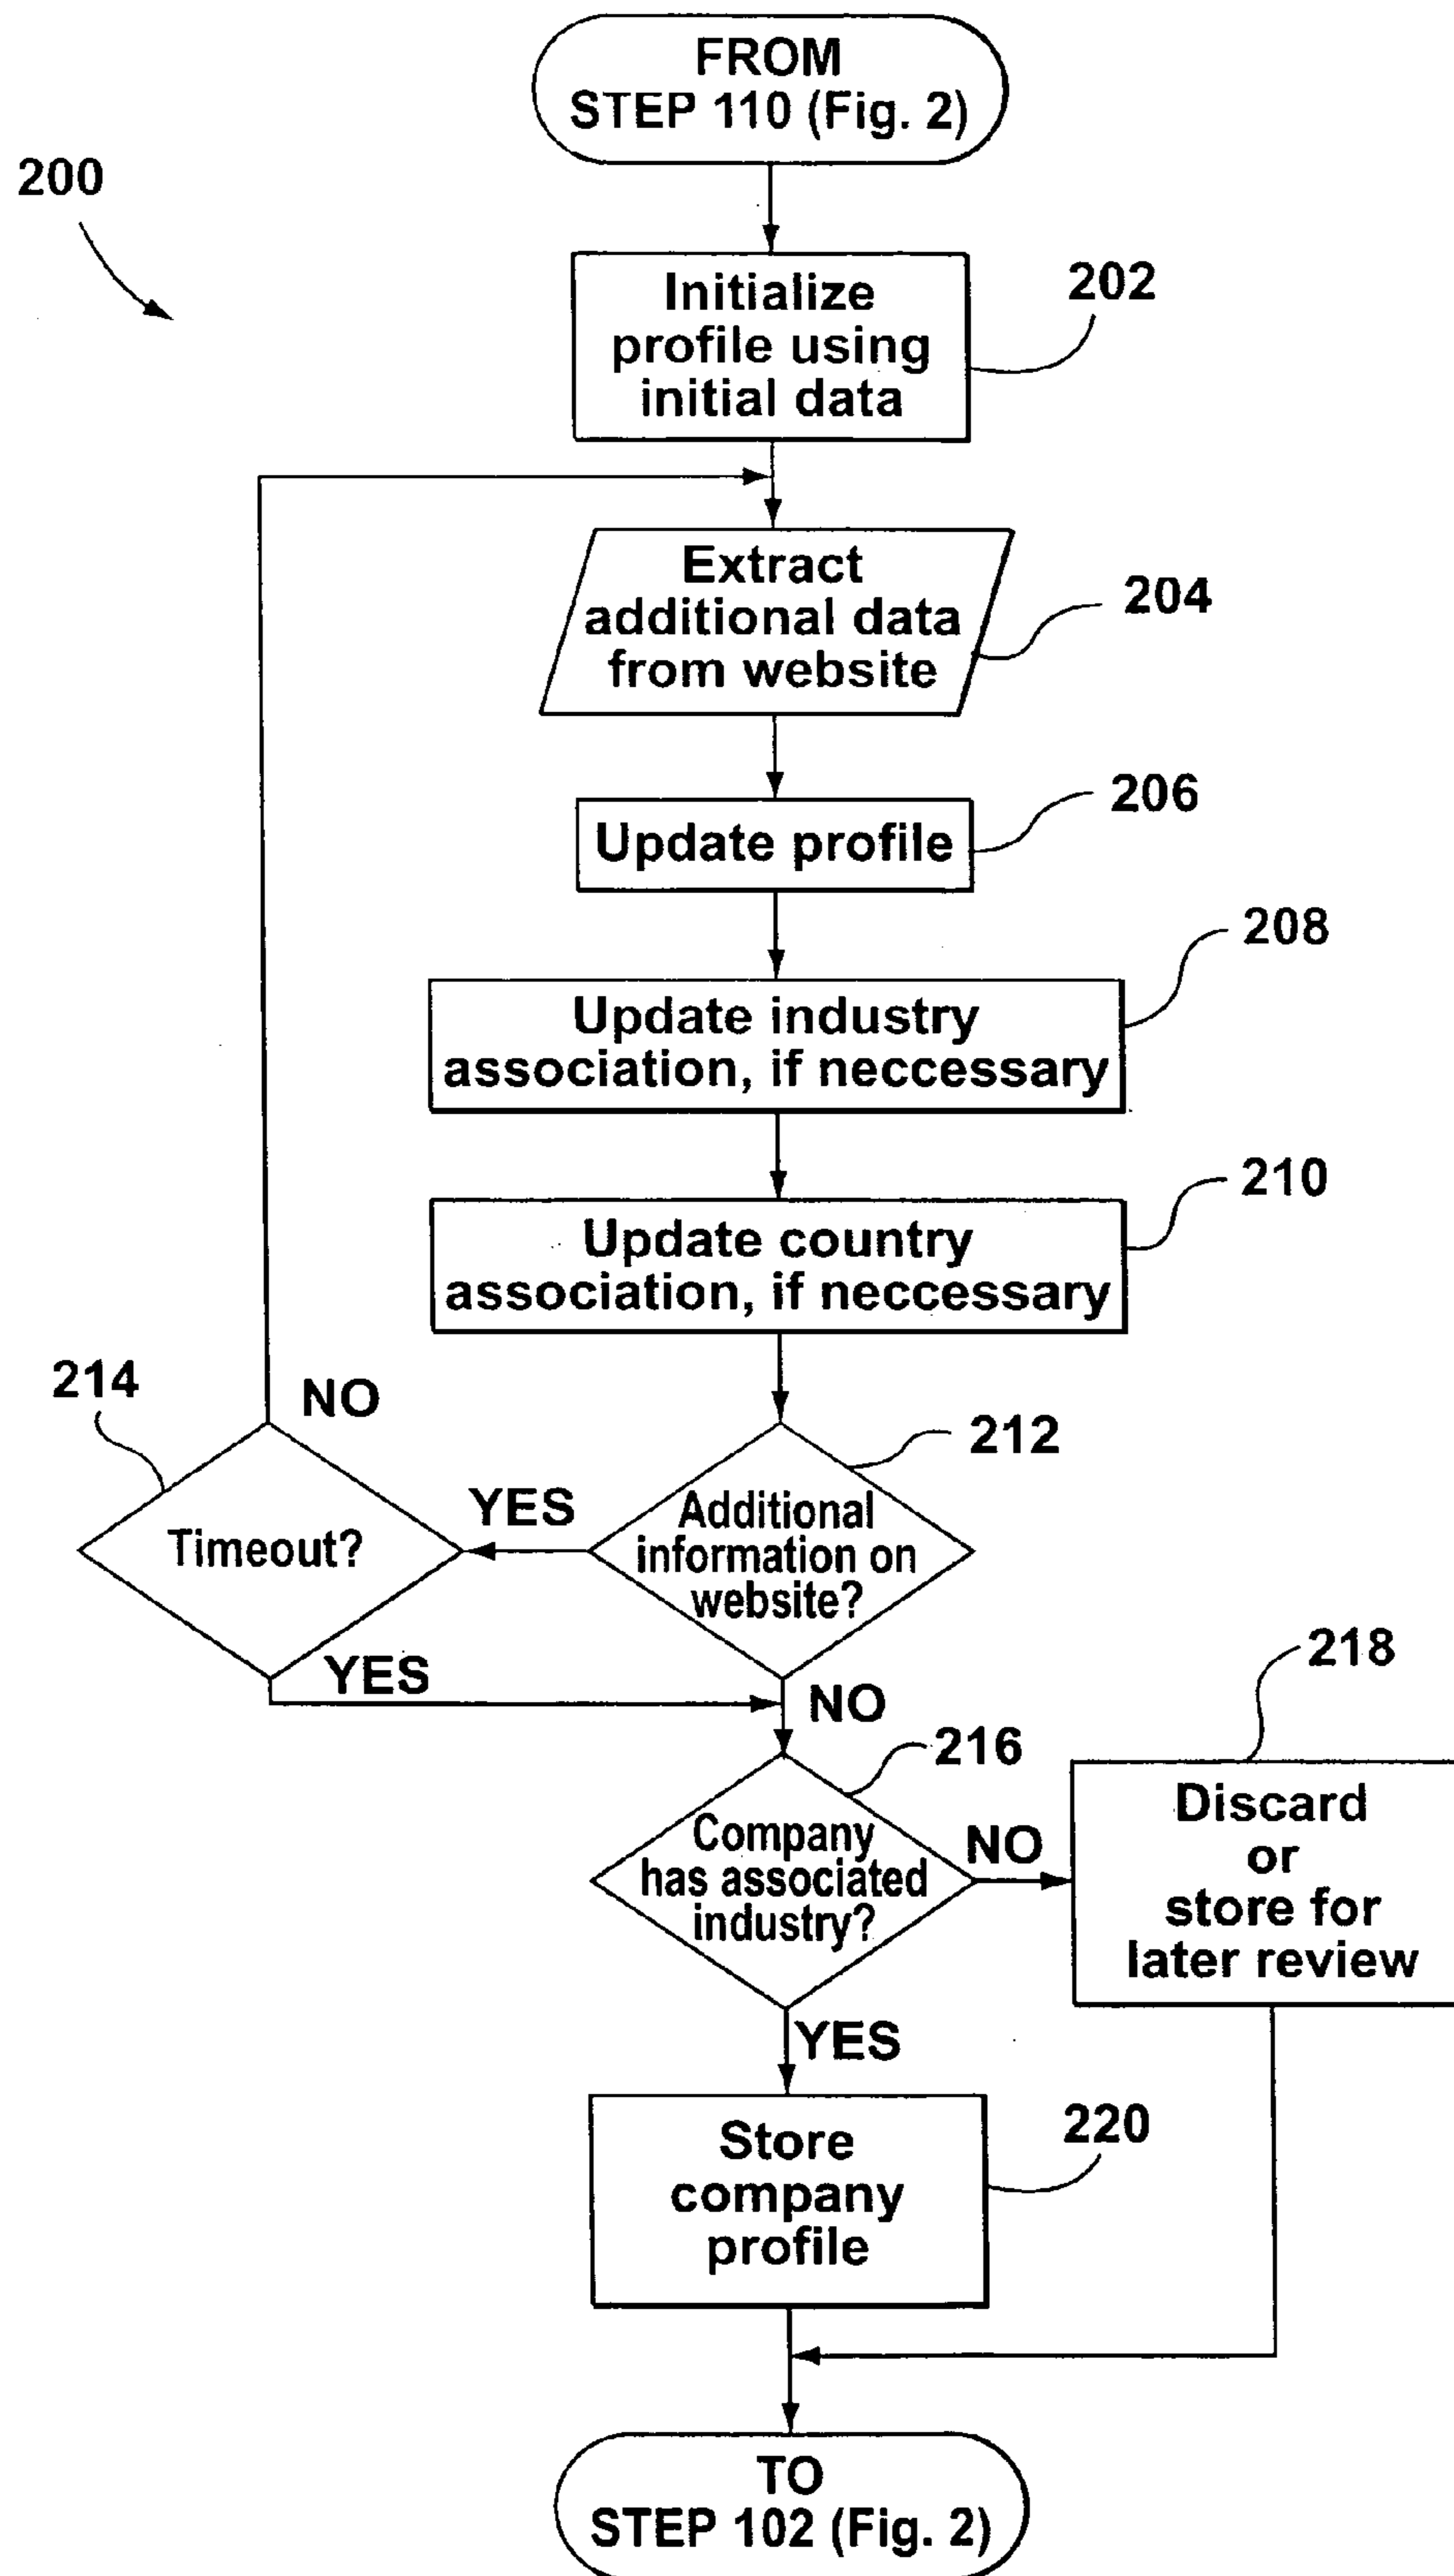 FROM
STEP 110 (Fig. 2)
200
Initialize
profile using
initial data
202
Extract
additional data
from website
204
Update profile
206
Update industry
association, if neccessary
208
Update country
association, if neccessary
210
214
NO
Timeout?
YES
YES
Additional
information on
website?
212
NO
Company
has associated
industry?
216
NO
Discard
or
store for
later review
218
YES
Store
company
profile
220
TO
STEP 102 (Fig. 2)